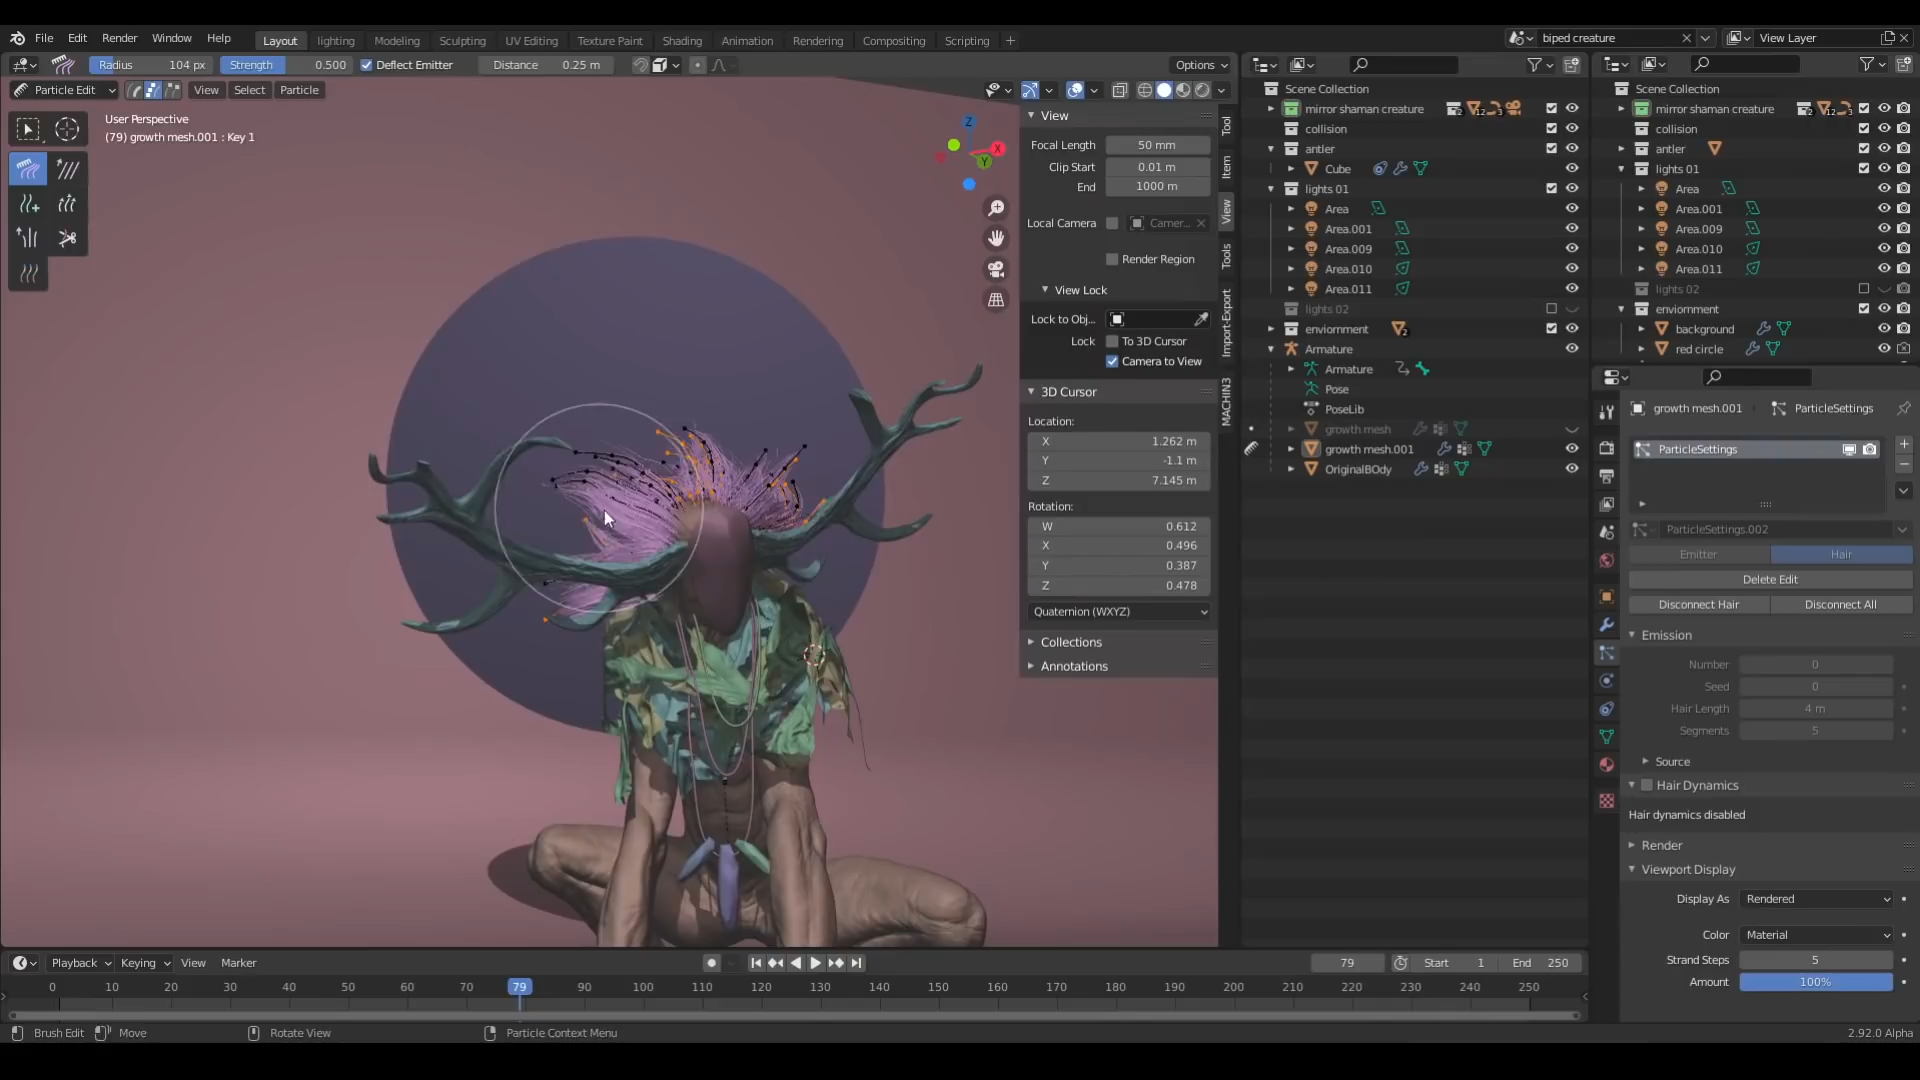 File Edit Render Window Help Layout lighting Modeling Sculpting UV Editing Texture Paint Shading Animation Rendering Compositing Scripting + biped creature View Layer
Radius 104 px Strength 0.500 Deflect Emitter Distance 0.25 m Options
Particle Edit View Select Particle
User Perspective
(79) growth mesh.001 : Key 1
Z
X
Y
View
Focal Length 50 mm
Clip Start 0.01 m
End 1000 m
Local Camera Camer...
Render Region
View Lock
Lock to Obj...
Lock To 3D Cursor
Camera to View
3D Cursor
Location:
X 1.262 m
Y -1.1 m
Z 7.145 m
Rotation:
W 0.612
X 0.496
Y 0.387
Z 0.478
Quaternion (WXYZ)
Collections
Annotations
Tool
Item
View
Tools
Import-Export
MACHIN3
Scene Collection
mirror shaman creature 2 12 3
collision
antler
Cube
lights 01
Area
Area.001
Area.009
Area.010
Area.011
lights 02
enviornment 2
Armature
Armature
Pose
PoseLib
growth mesh
growth mesh.001
OriginalBOdy
Scene Collection
mirror shaman creature 2 12 3
collision
antler
lights 01
Area
Area.001
Area.009
Area.010
Area.011
lights 02
enviornment
background
red circle
growth mesh.001 ParticleSettings
ParticleSettings
ParticleSettings.002
Emitter Hair
Delete Edit
Disconnect Hair Disconnect All
Emission
Number 0
Seed 0
Hair Length 4 m
Segments 5
Source
Hair Dynamics
Hair dynamics disabled
Render
Viewport Display
Display As Rendered
Color Material
Strand Steps 5
Amount 100%
Playback Keying View Marker 79 Start 1 End 250
0 10 20 30 40 50 60 70 79 90 100 110 120 130 140 150 160 170 180 190 200 210 220 230 240 250
Brush Edit Move Rotate View Particle Context Menu 2.92.0 Alpha